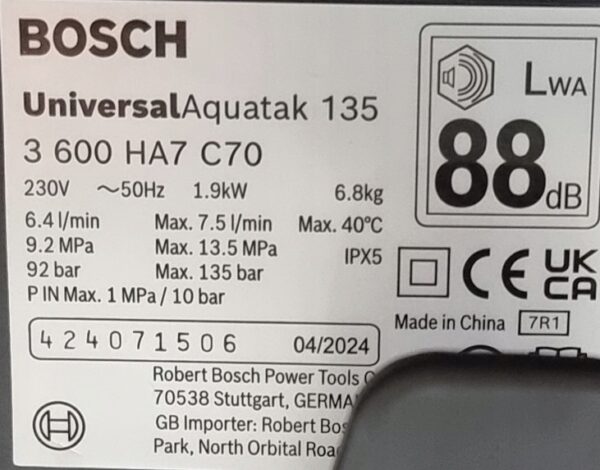 BOSCH
UniversalAquatak 135
3 600 HA7 C70
230V ~50Hz 1.9kW 6.8kg
6.4 l/min Max. 7.5 l/min Max. 40°C
9.2 MPa Max. 13.5 MPa IPX5
92 bar Max. 135 bar
P IN Max. 1 MPa / 10 bar
LWA
88 dB
CE UK CA
Made in China 7R1
424071506 04/2024
Robert Bosch Power Tools
70538 Stuttgart,
GB Importer: Robert
Park, North Orbital